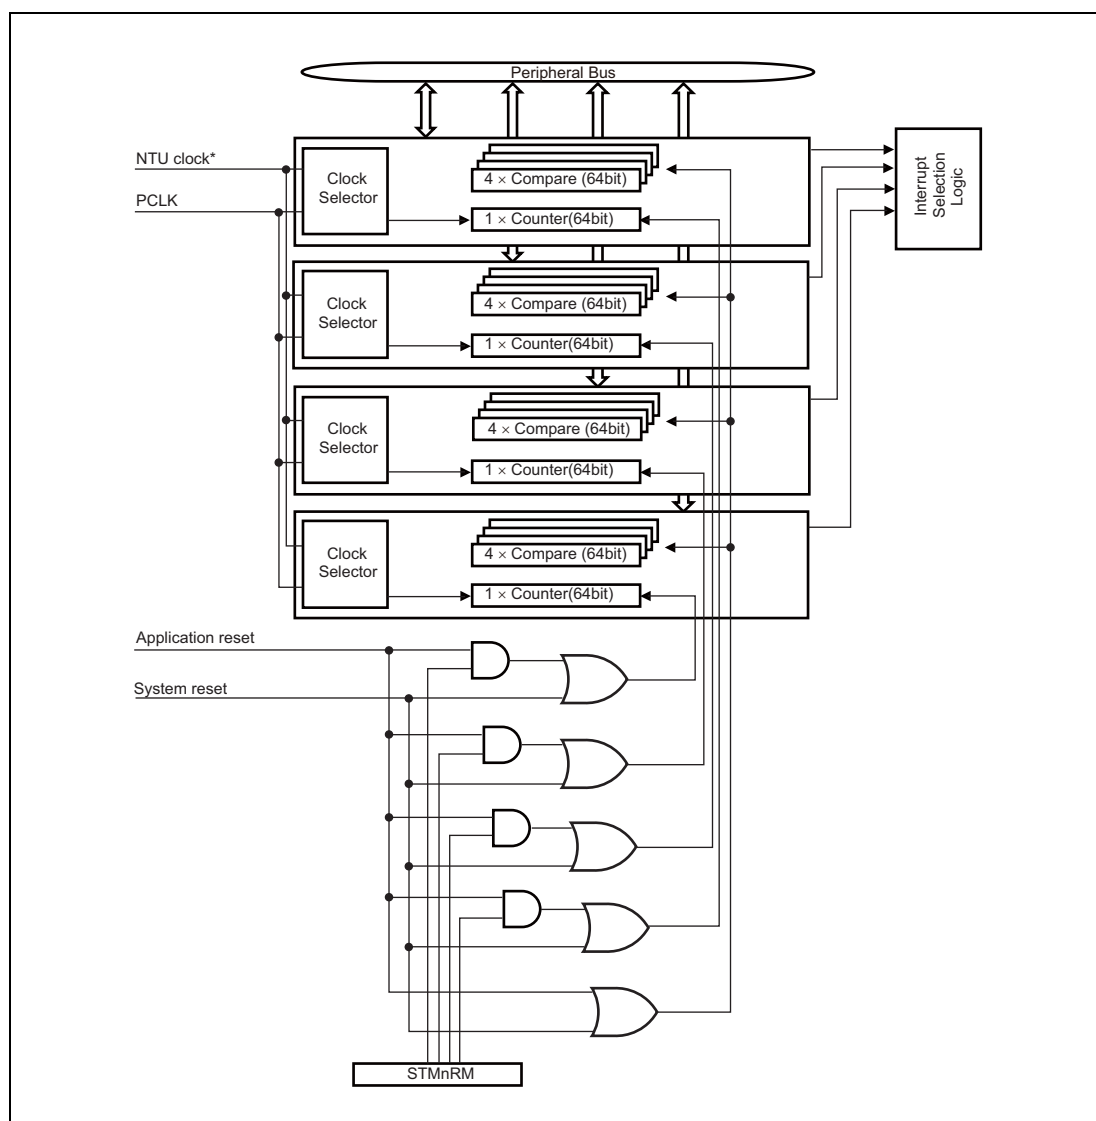 Peripheral Bus
NTU clock*
PCLK
Clock
Selector
4 × Compare (64bit)
1 × Counter(64bit)
Interrupt
Selection
Logic
Clock
Selector
4 × Compare (64bit)
1 × Counter(64bit)
Clock
Selector
4 × Compare (64bit)
1 × Counter(64bit)
Clock
Selector
4 × Compare (64bit)
1 × Counter(64bit)
Application reset
System reset
STMnRM